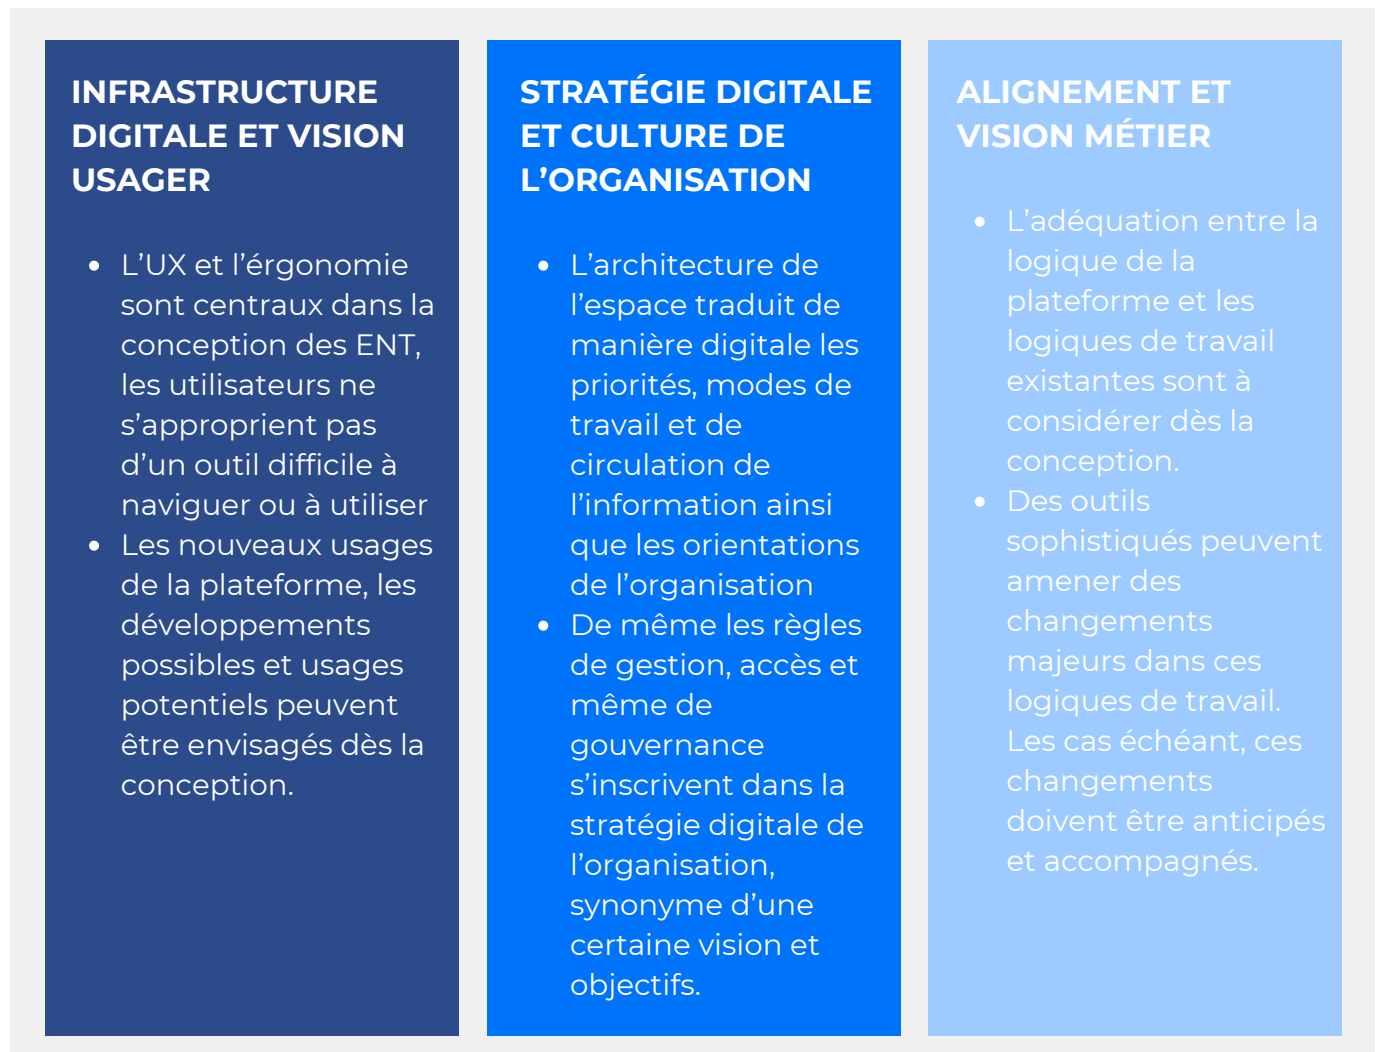 INFRASTRUCTURE
DIGITALE ET VISION
USAGER
• L’UX et l’érgonomie
sont centraux dans la
conception des ENT,
les utilisateurs ne
s’approprient pas
d’un outil difficile à
naviguer ou à utiliser
• Les nouveaux usages
de la plateforme, les
développements
possibles et usages
potentiels peuvent
être envisagés dès la
conception.
STRATÉGIE DIGITALE
ET CULTURE DE
L’ORGANISATION
• L’architecture de
l’espace traduit de
manière digitale les
priorités, modes de
travail et de
circulation de
l’information ainsi
que les orientations
de l’organisation
• De même les règles
de gestion, accès et
même de
gouvernance
s’inscrivent dans la
stratégie digitale de
l’organisation,
synonyme d’une
certaine vision et
objectifs.
ALIGNEMENT ET
VISION MÉTIER
• L’adéquation entre la
logique de la
plateforme et les
logiques de travail
existantes sont à
considérer dès la
conception.
• Des outils
sophistiqués peuvent
amener des
changements
majeurs dans ces
logiques de travail.
Les cas échéant, ces
changements
doivent être anticipés
et accompagnés.